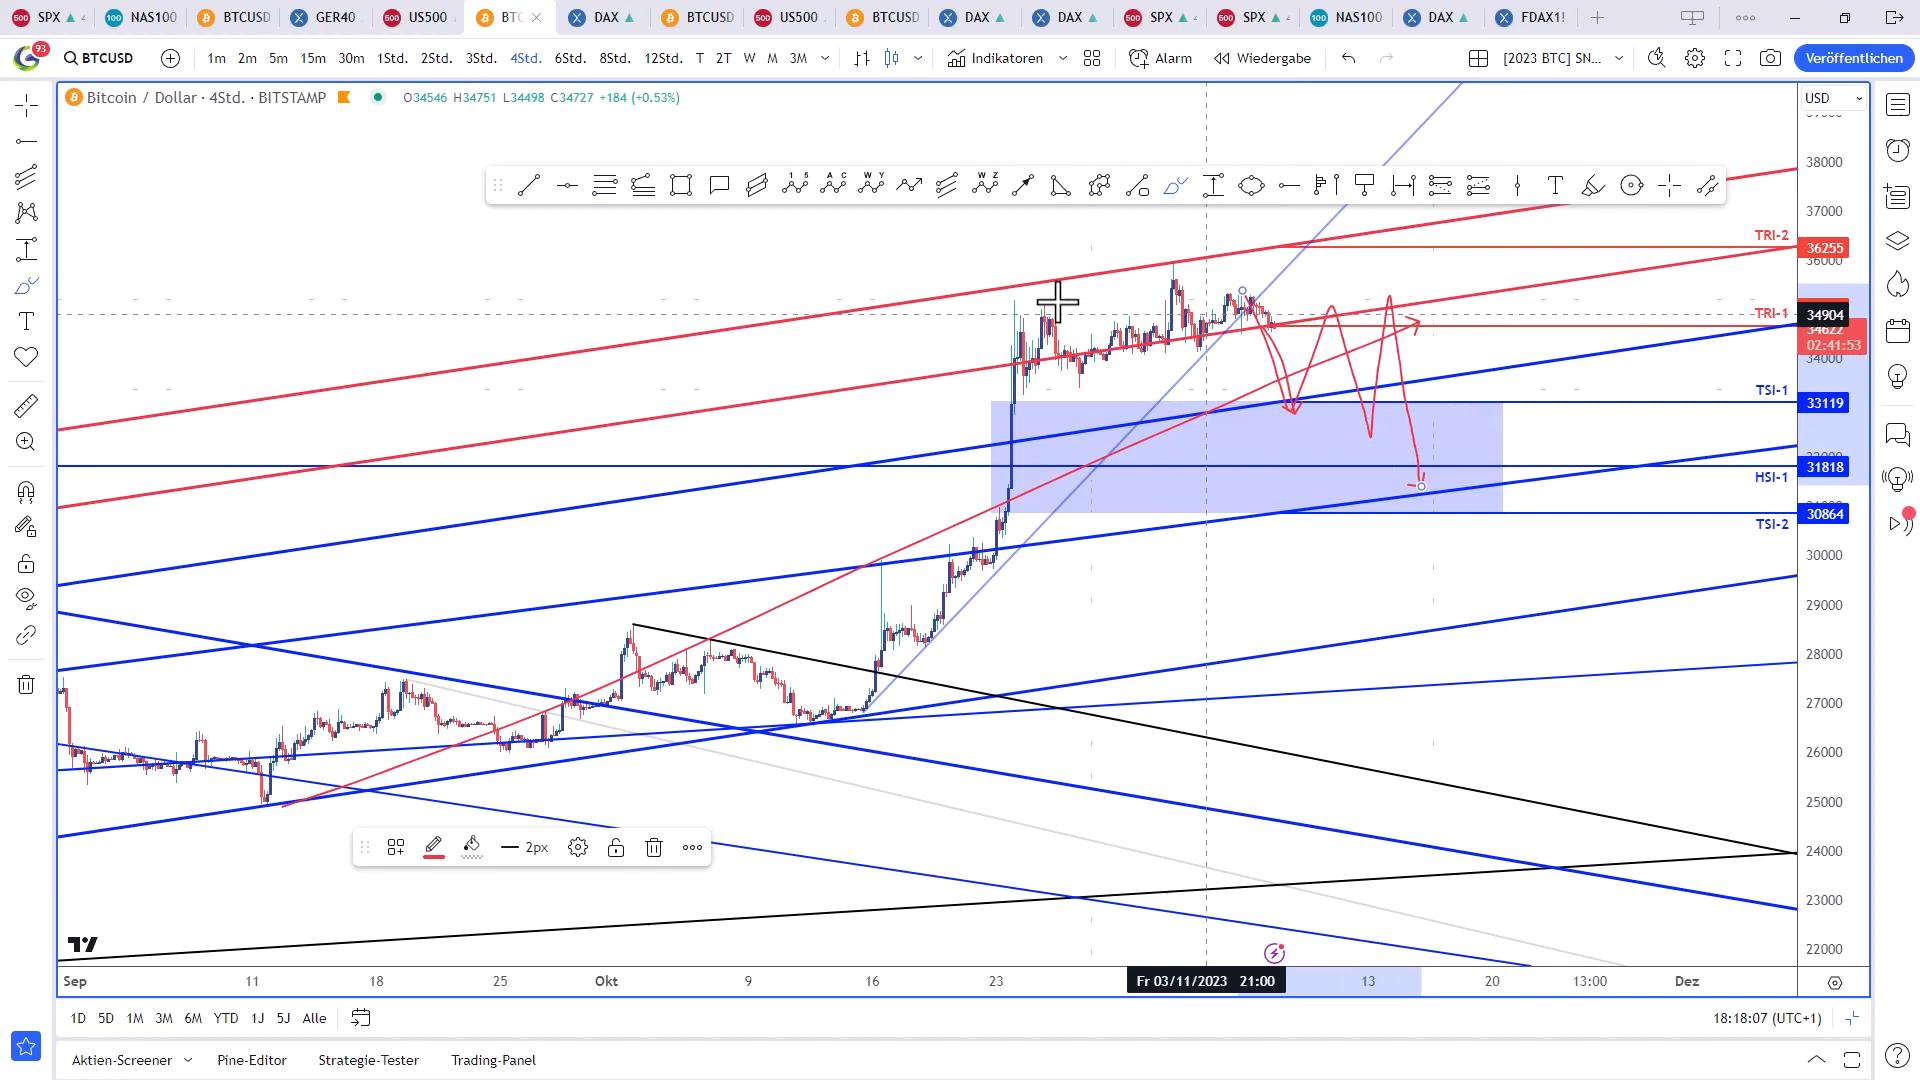 SPX
NAS100
BTCUSD
GER40
US500
BTC
DAX
BTCUSD
US500
BTCUSD
DAX
DAX
SPX
SPX
NAS100
DAX
FDAX1!
93
BTCUSD
1m 2m 5m 15m 30m 1Std. 2Std. 3Std. 4Std. 6Std. 8Std. 12Std. T 2T W M 3M
Indikatoren
Alarm
Wiedergabe
[2023 BTC] SN...
Veröffentlichen
Bitcoin / Dollar · 4Std. · BITSTAMP
O34546 H34751 L34498 C34727 +184 (+0.53%)
USD
39000
38000
37000
TRI-2
36255
36000
TRI-1
34904
34622
02:41:53
34000
TSI-1
33119
32000
31818
HSI-1
30864
TSI-2
30000
29000
28000
27000
26000
25000
2px
24000
23000
22000
Sep 11 18 25 Okt 9 16 23 Fr 03/11/2023 21:00 13 20 13:00 Dez
1D 5D 1M 3M 6M YTD 1J 5J Alle
18:18:07 (UTC+1)
Aktien-Screener
Pine-Editor
Strategie-Tester
Trading-Panel